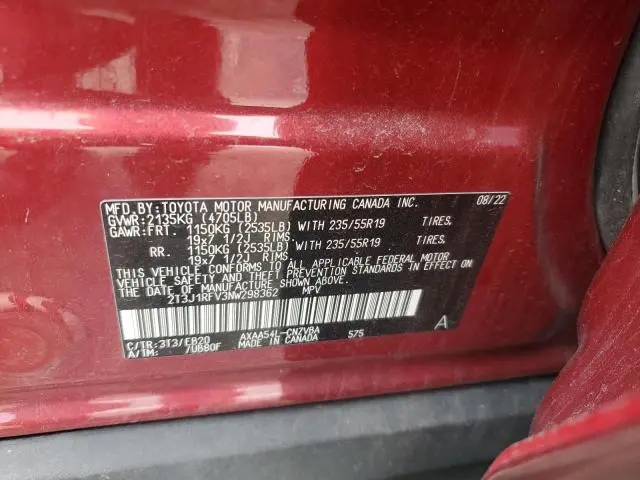 MFD.BY:TOYOTA MOTOR MANUFACTURING CANADA INC. 08/22
GVWR:2135KG (4705LB)
GAWR:FRT. 1150KG (2535LB) WITH 235/55R19 TIRES.
19x7 1/2J RIMS.
RR. 1150KG (2535LB) WITH 235/55R19 TIRES.
19x7 1/2J RIMS.
THIS VEHICLE CONFORMS TO ALL APPLICABLE FEDERAL MOTOR
VEHICLE SAFETY AND THEFT PREVENTION STANDARDS IN EFFECT ON
THE DATE OF MANUFACTURE SHOWN ABOVE.
2T3J1RFV3NW298362 MPV
C/TR:3T3/EB20 AXAA54L-CNZVBA 575 A
A/TM: /UB80F MADE IN CANADA